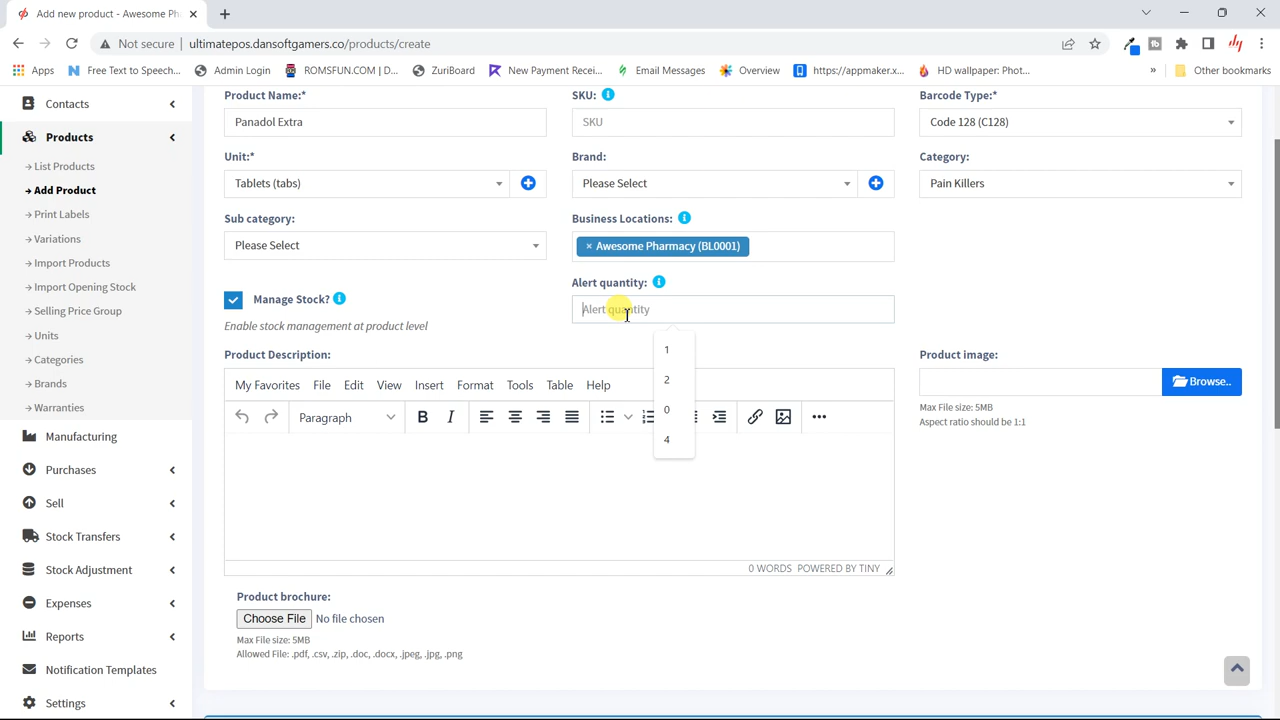 Add new product - Awesome Ph
Not secure | ultimatepos.dansoftgamers.co/products/create
Apps Free Text to Speech... Admin Login ROMSFUN.COM | D... ZuriBoard New Payment Recei... Email Messages Overview https://appmaker.x... HD wallpaper: Phot... » Other bookmarks
Contacts
Products
List Products
Add Product
Print Labels
Variations
Import Products
Import Opening Stock
Selling Price Group
Units
Categories
Brands
Warranties
Manufacturing
Purchases
Sell
Stock Transfers
Stock Adjustment
Expenses
Reports
Notification Templates
Settings
Product Name:* SKU: Barcode Type:*
Panadol Extra SKU Code 128 (C128)
Unit:* Brand: Category:
Tablets (tabs) Please Select Pain Killers
Sub category: Business Locations:
Please Select × Awesome Pharmacy (BL0001)
Alert quantity:
Manage Stock? Alert quantity
Enable stock management at product level
1
2
0
4
Product Description: Product image:
My Favorites File Edit View Insert Format Tools Table Help Browse..
Paragraph B I
Max File size: 5MB
Aspect ratio should be 1:1
0 WORDS POWERED BY TINY
Product brochure:
Choose File No file chosen
Max File size: 5MB
Allowed File: .pdf, .csv, .zip, .doc, .docx, .jpeg, .jpg, .png